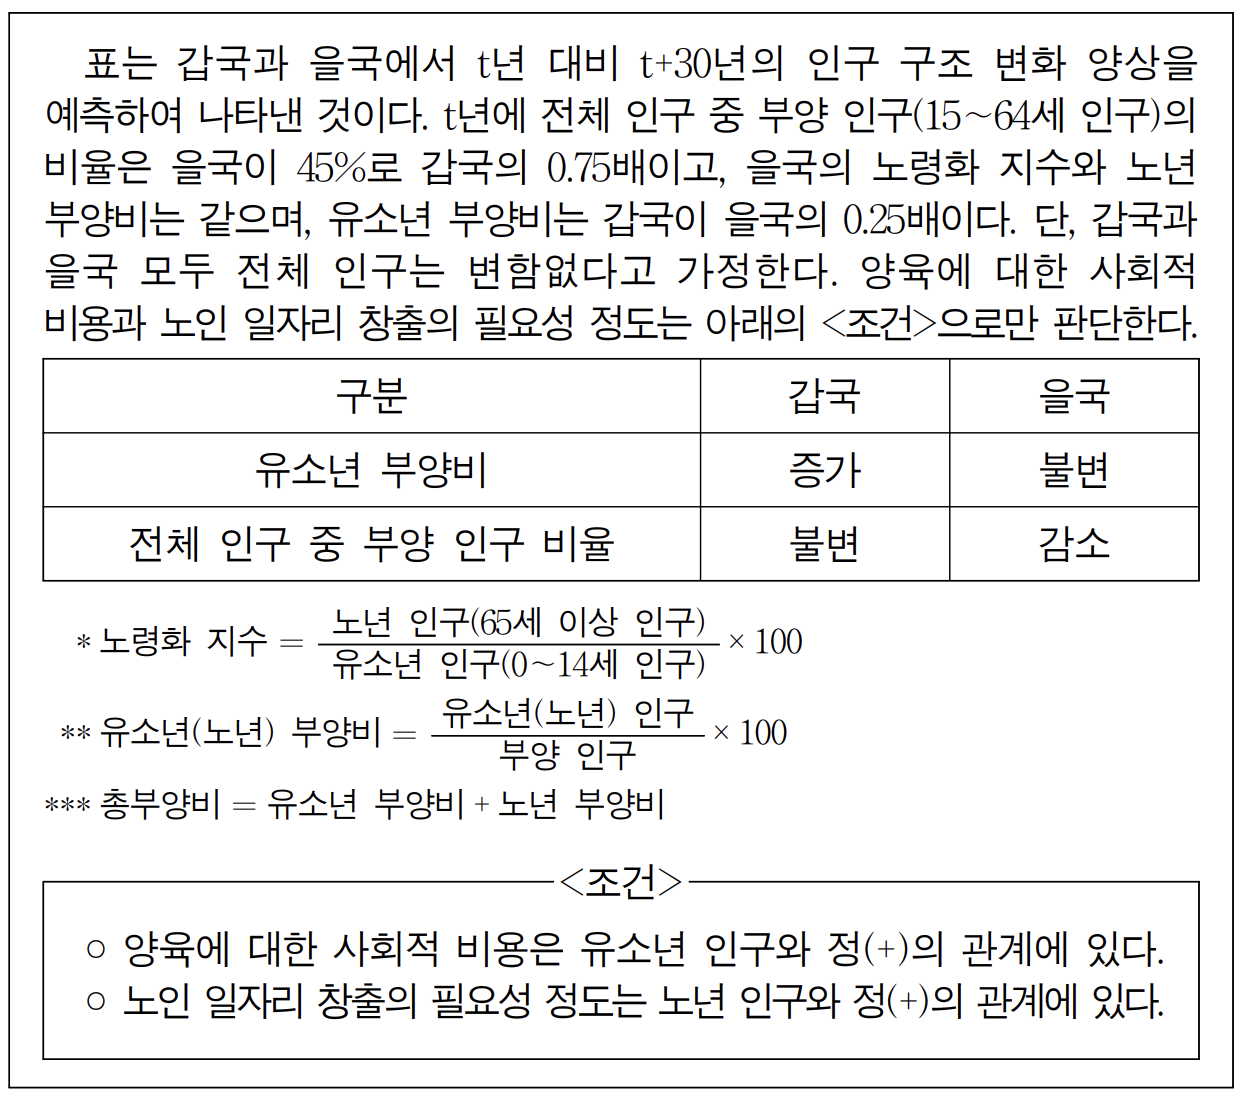 표는 갑국과 을국에서 t년 대비 t+30년의 인구 구조 변화 양상을
예측하여 나타낸 것이다. t년에 전체 인구 중 부양 인구(15~64세 인구)의
비율은 을국이 45%로 갑국의 0.75배이고, 을국의 노령화 지수와 노년
부양비는 같으며, 유소년 부양비는 갑국이 을국의 0.25배이다. 단, 갑국과
을국 모두 전체 인구는 변함없다고 가정한다. 양육에 대한 사회적
비용과 노인 일자리 창출의 필요성 정도는 아래의 <조건>으로만 판단한다.
구분 갑국 을국
유소년 부양비 증가 불변
전체 인구 중 부양 인구 비율 불변 감소
* 노령화 지수 = 노년 인구(65세 이상 인구) / 유소년 인구(0~14세 인구) × 100
** 유소년(노년) 부양비 = 유소년(노년) 인구 / 부양 인구 × 100
*** 총부양비 = 유소년 부양비 + 노년 부양비
<조건>
○ 양육에 대한 사회적 비용은 유소년 인구와 정(+)의 관계에 있다.
○ 노인 일자리 창출의 필요성 정도는 노년 인구와 정(+)의 관계에 있다.